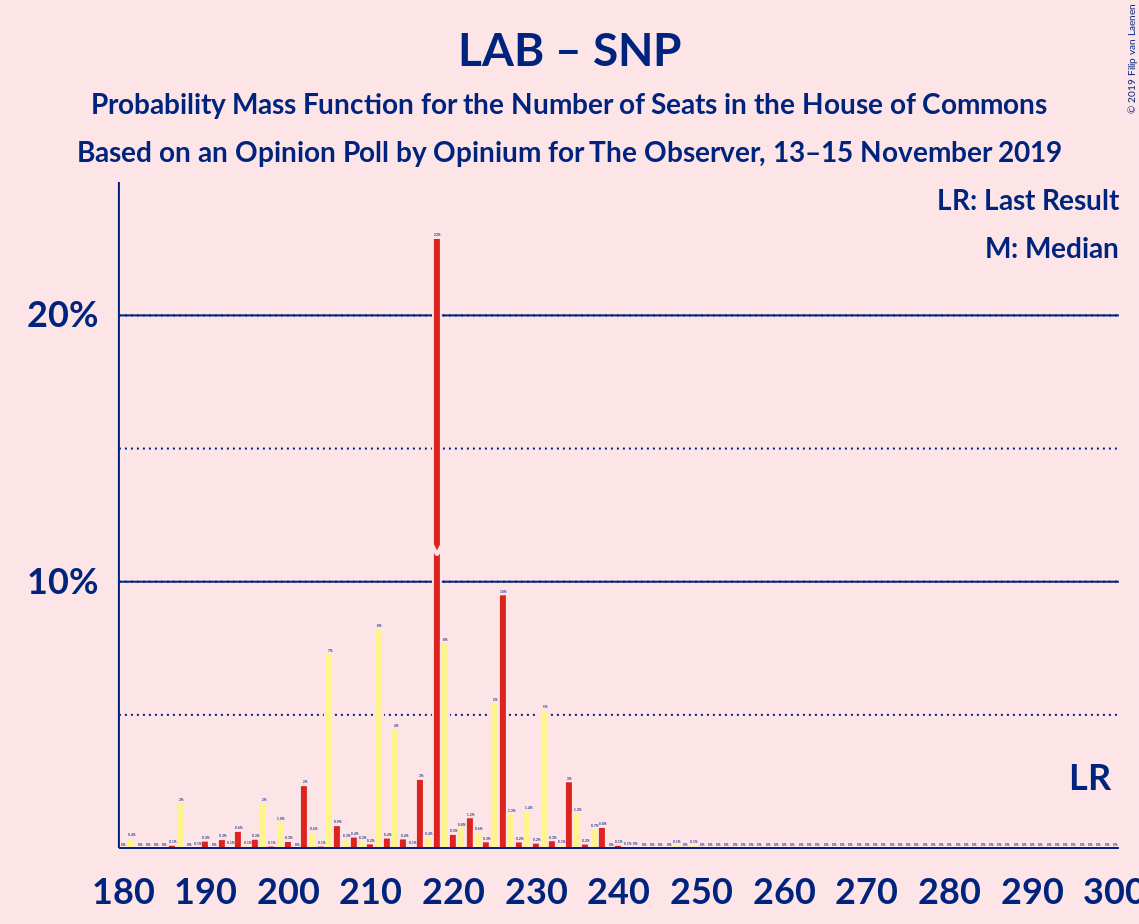 LAB – SNP
Probability Mass Function for the Number of Seats in the House of Commons
Based on an Opinion Poll by Opinium for The Observer, 13–15 November 2019
© 2019 Filip van Laenen
LR: Last Result
M: Median
20%
10%
LR
180 190 200 210 220 230 240 250 260 270 280 290 300